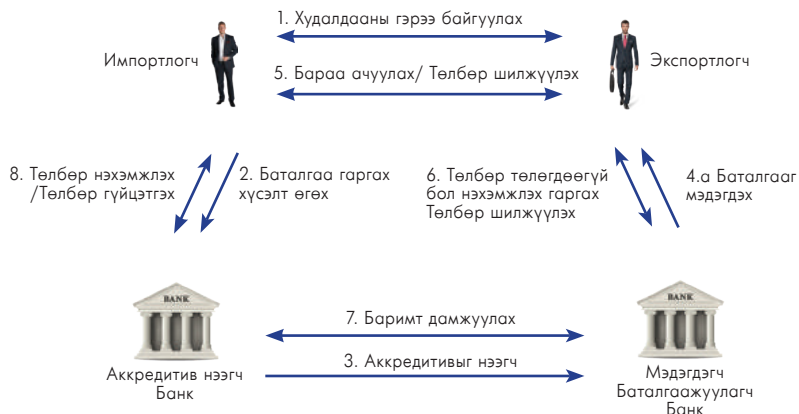 1. Худалдааны гэрээ байгуулах
Импортлогч
Экспортлогч
5. Бараа ачуулах/ Төлбөр шилжүүлэх
8. Төлбөр нэхэмжлэх
/Төлбөр гүйцэтгэх
2. Баталгаа гаргах
хүсэлт өгөх
6. Төлбөр төлөгдөөгүй
бол нэхэмжлэх гаргах
Төлбөр шилжүүлэх
4.а Баталгааг
мэдэгдэх
BANK
BANK
7. Баримт дамжуулах
3. Аккредитивыг нээгч
Аккредитив нээгч
Банк
Мэдэгдэгч
Баталгаажуулагч
Банк